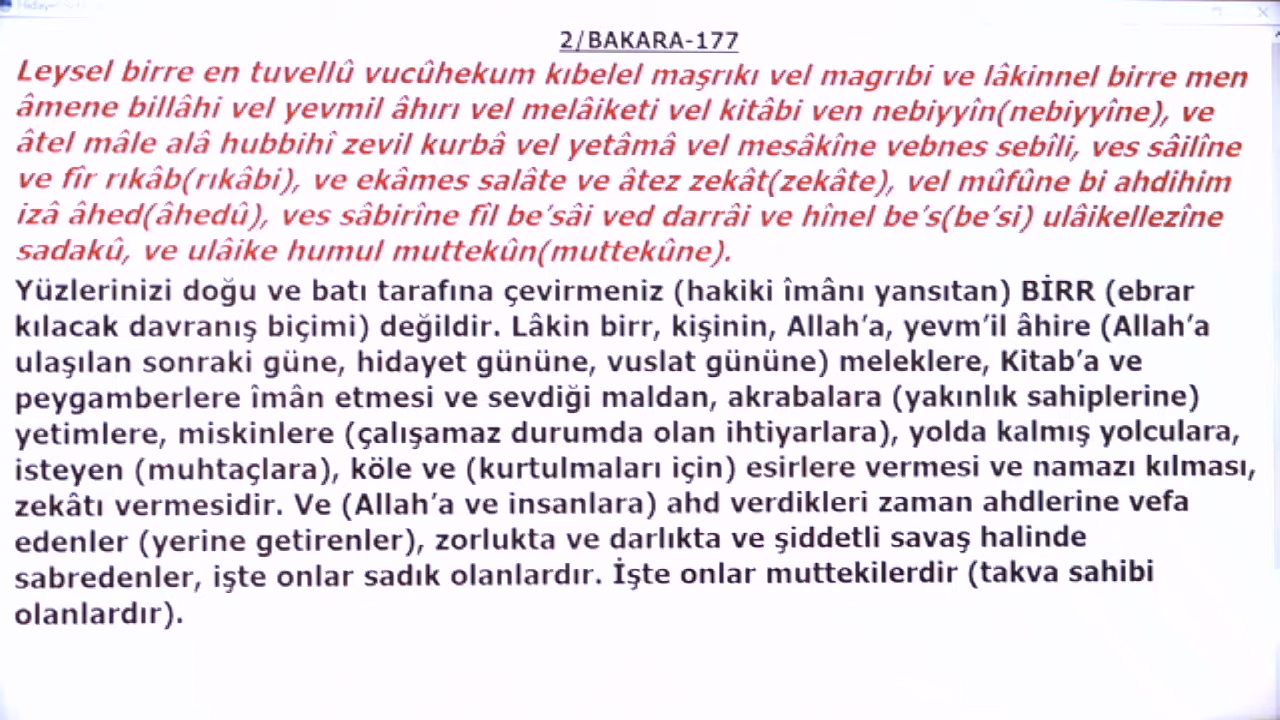 2/BAKARA-177
Leysel birre en tuvellû vucûhekum kıbelel maşrıkı vel magrıbi ve lâkinnel birre men
âmene billâhi vel yevmil âhırı vel melâiketi vel kitâbi ven nebiyyîn(nebiyyîne), ve
âtel mâle alâ hubbihî zevil kurbâ vel yetâmâ vel mesâkîne vebnes sebîli, ves sâilîne
ve fîr rıkâb(rıkâbi), ve ekâmes salâte ve âtez zekât(zekâte), vel mûfûne bi ahdihim
izâ âhed(âhedû), ves sâbirîne fîl be’sâi ved darrâi ve hînel be’s(be’si) ulâikellezîne
sadakû, ve ulâike humul muttekûn(muttekûne).
Yüzlerinizi doğu ve batı tarafına çevirmeniz (hakiki îmânı yansıtan) BİRR (ebrar
kılacak davranış biçimi) değildir. Lâkin birr, kişinin, Allah’a, yevm’il âhire (Allah’a
ulaşılan sonraki güne, hidayet gününe, vuslat gününe) meleklere, Kitab’a ve
peygamberlere îmân etmesi ve sevdiği maldan, akrabalara (yakınlık sahiplerine)
yetimlere, miskinlere (çalışamaz durumda olan ihtiyarlara), yolda kalmış yolculara,
isteyen (muhtaçlara), köle ve (kurtulmaları için) esirlere vermesi ve namazı kılması,
zekâtı vermesidir. Ve (Allah’a ve insanlara) ahd verdikleri zaman ahdlerine vefa
edenler (yerine getirenler), zorlukta ve darlıkta ve şiddetli savaş halinde
sabredenler, işte onlar sadık olanlardır. İşte onlar muttekilerdir (takva sahibi
olanlardır).